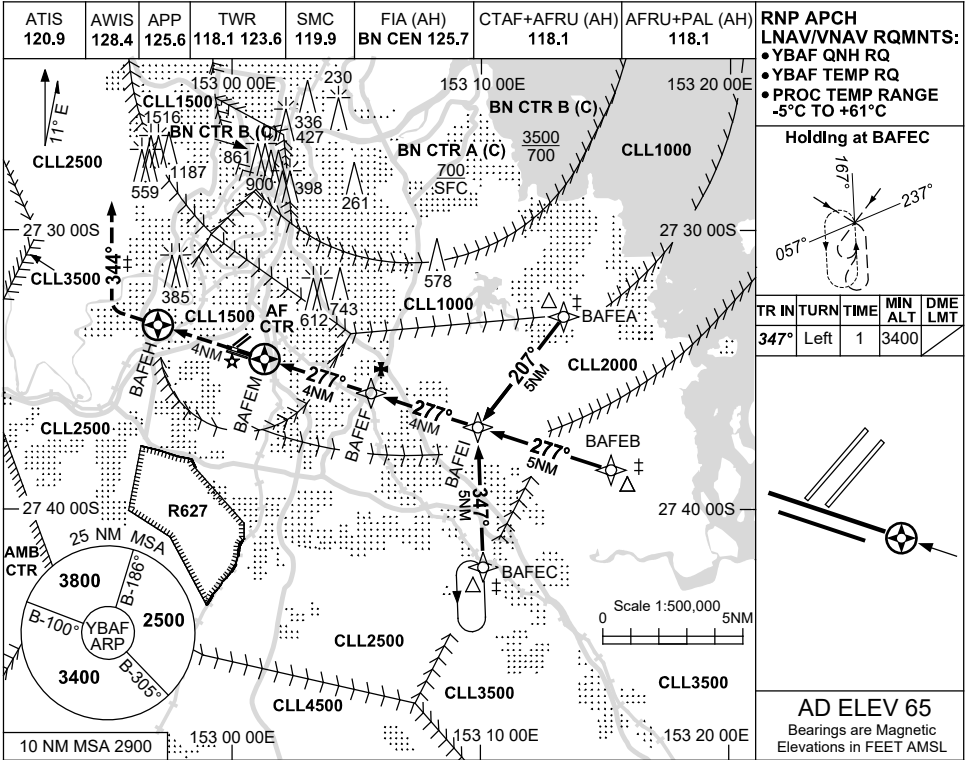 ATIS
120.9
AWIS
128.4
APP
125.6
TWR
118.1 123.6
SMC
119.9
FIA (AH)
BN CEN 125.7
CTAF+AFRU (AH)
118.1
AFRU+PAL (AH)
118.1
RNP APCH
LNAV/VNAV RQMNTS:
• YBAF QNH RQ
• YBAF TEMP RQ
• PROC TEMP RANGE
-5°C TO +61°C
11° E
153 00 00E
153 10 00E
153 20 00E
230
CLL1500
1516
336
427
BN CTR B (C)
BN CTR B (C)
BN CTR A (C)
3500
700
700
SFC
CLL2500
CLL1000
861
1187
559
900
398
261
Holding at BAFEC
167°
237°
057°
27 30 00S
27 30 00S
344°
‡
CLL3500
578
385
743
612
CLL1500
AF
CTR
CLL1000
‡
BAFEA
TR IN
TURN
TIME
MIN
ALT
DME
LMT
347°
Left
1
3400
4NM
277°
4NM
207°
5NM
CLL2000
BAFEH
BAFEM
BAFEF
277°
4NM
BAFEI
277°
5NM
BAFEB
‡
CLL2500
347°
5NM
27 40 00S
27 40 00S
R627
AMB
CTR
25 NM MSA
3800
B-186°
2500
B-100°
YBAF
ARP
3400
B-305°
BAFEC
‡
Scale 1:500,000
0
5NM
CLL2500
CLL3500
CLL3500
CLL4500
10 NM MSA 2900
153 00 00E
153 10 00E
153 20 00E
AD ELEV 65
Bearings are Magnetic
Elevations in FEET AMSL